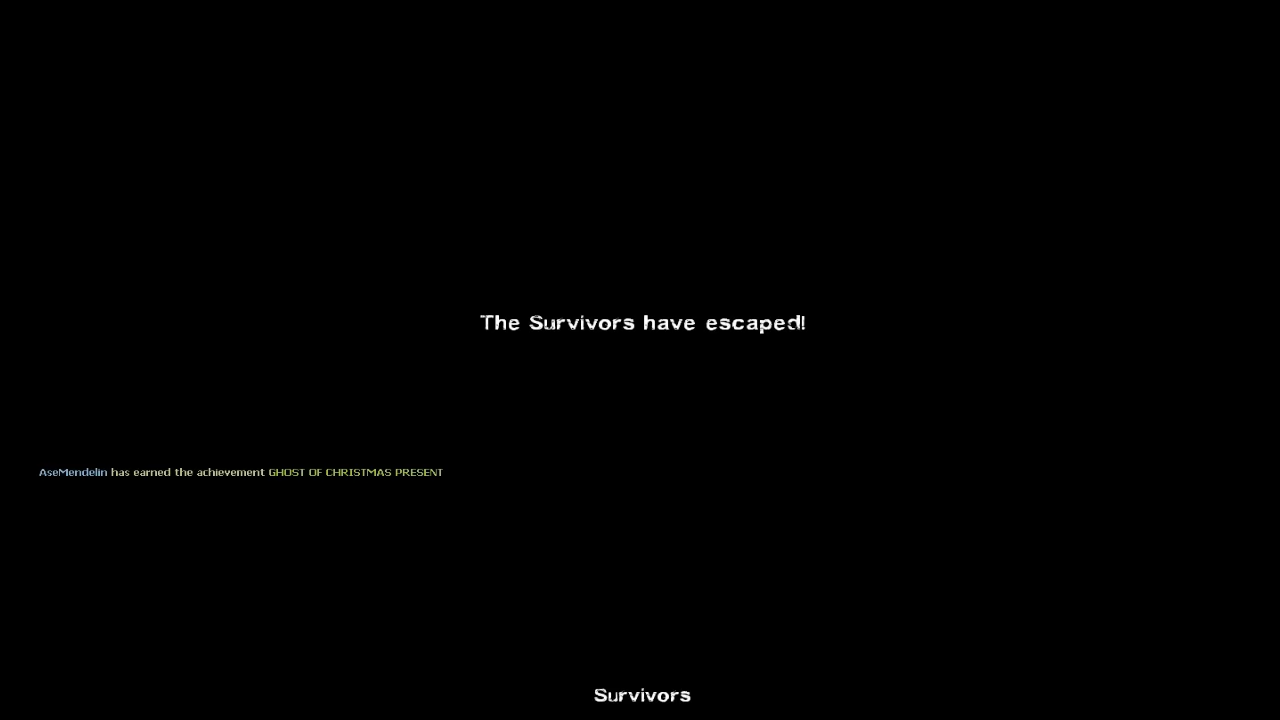 The Survivors have escaped!
AseMendelin has earned the achievement GHOST OF CHRISTMAS PRESENT
Survivors